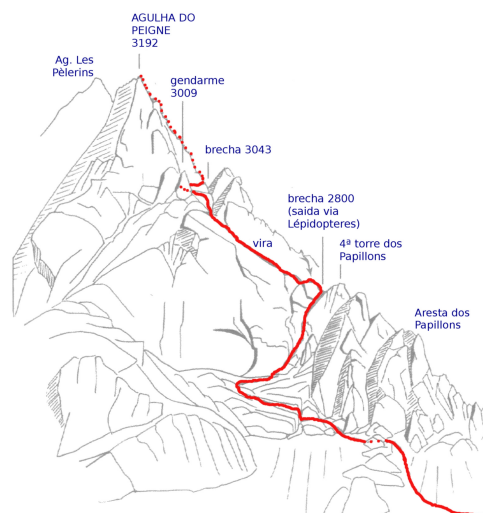 AGULHA DO
PEIGNE
3192
Ag. Les
Pèlerins
gendarme
3009
brecha 3043
brecha 2800
(saida via
Lépidopteres)
vira
4ª torre dos
Papillons
Aresta dos
Papillons